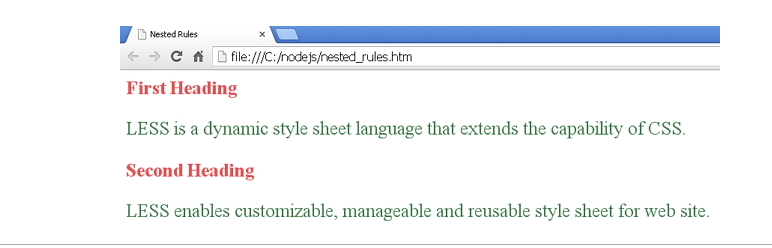 Nested Rules
file:///C:/nodejs/nested_rules.htm
First Heading
LESS is a dynamic style sheet language that extends the capability of CSS.
Second Heading
LESS enables customizable, manageable and reusable style sheet for web site.